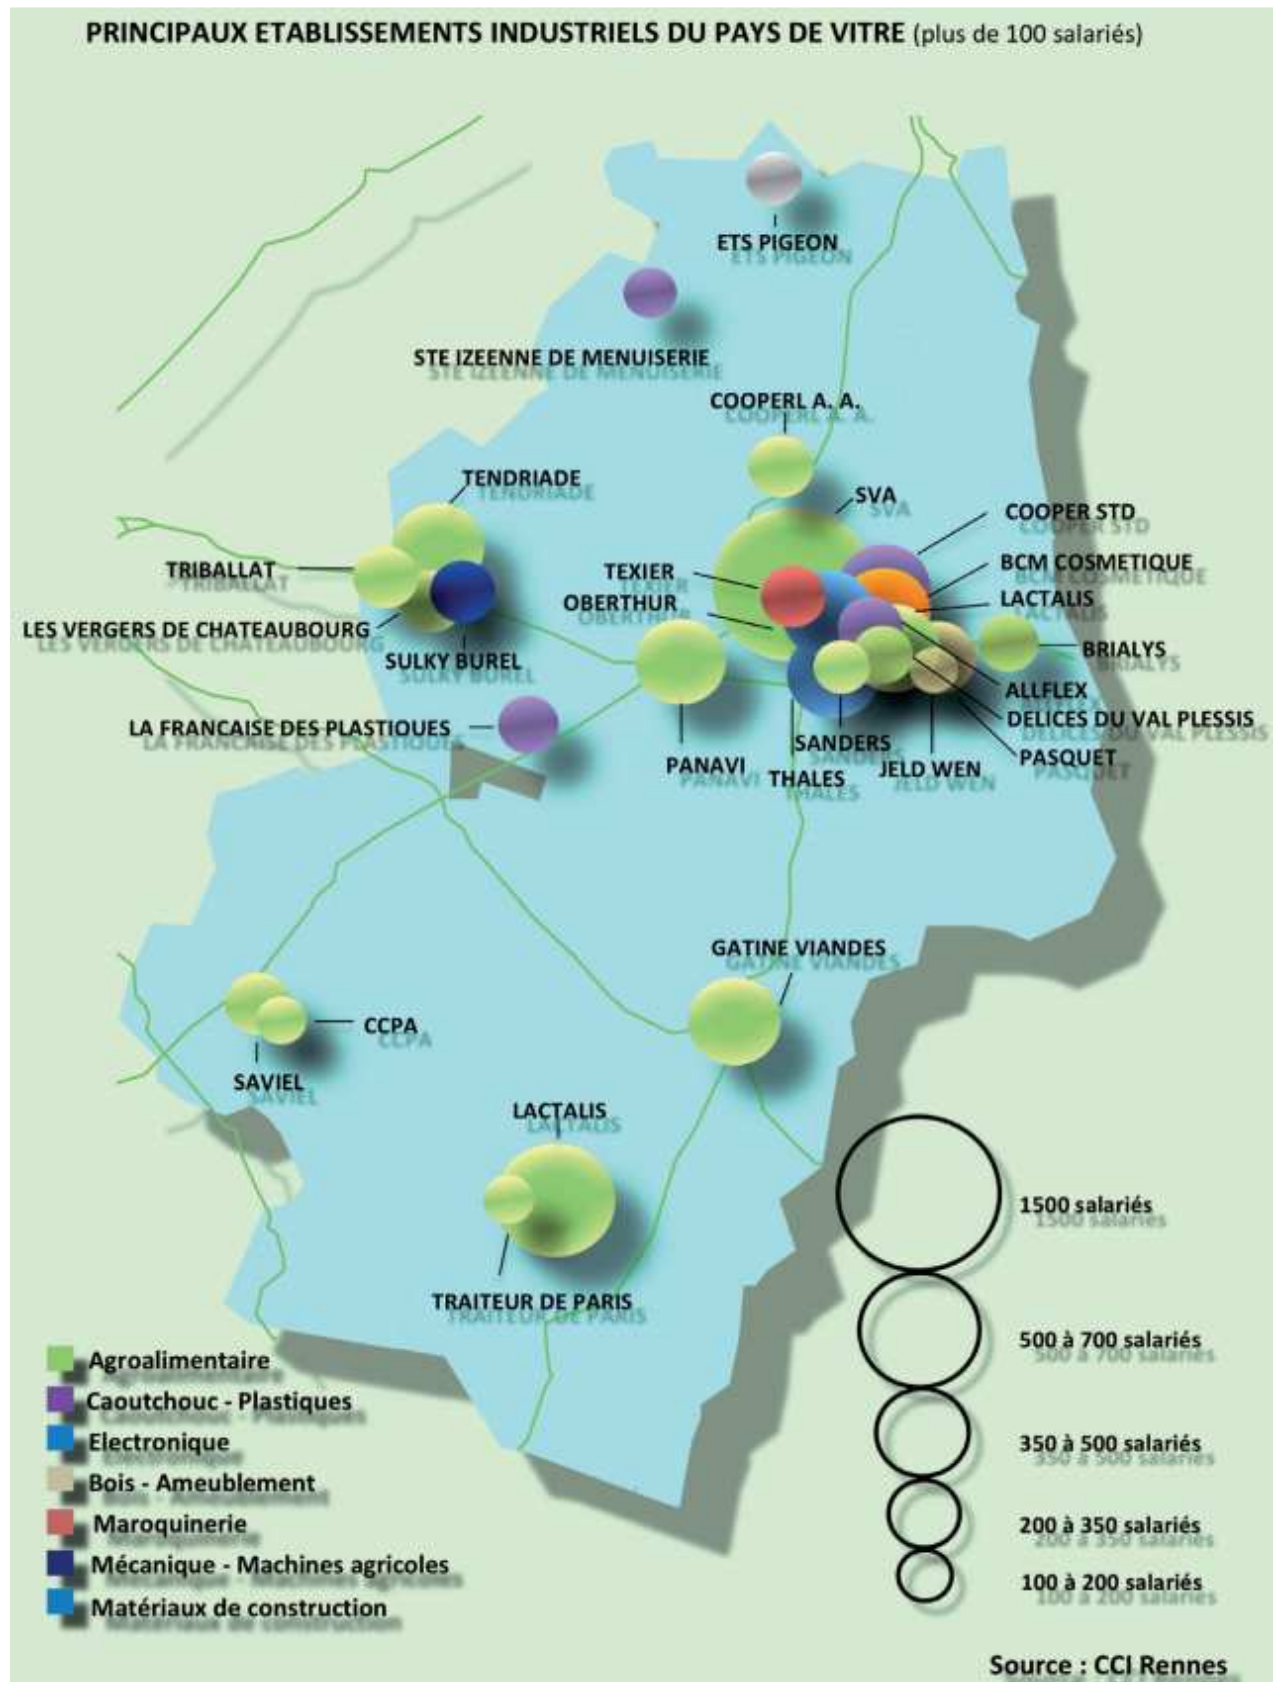 PRINCIPAUX ETABLISSEMENTS INDUSTRIELS DU PAYS DE VITRE (plus de 100 salariés)
ETS PIGEON
STE IZEENNE DE MENUISERIE
COOPERL A. A.
TENDRIADE
SVA
COOPER STD
TRIBALLAT
TEXIER
BCM COSMETIQUE
OBERTHUR
LACTALIS
LES VERGERS DE CHATEAUBOURG
SULKY BUREL
BRIALYS
ALLFLEX
LA FRANCAISE DES PLASTIQUES
DELICES DU VAL PLESSIS
SANDERS
PASQUET
PANAVI
THALES
JELD WEN
GATINE VIANDES
CCPA
SAVIEL
LACTALIS
TRAITEUR DE PARIS
1500 salariés
500 à 700 salariés
350 à 500 salariés
200 à 350 salariés
100 à 200 salariés
Agroalimentaire
Caoutchouc - Plastiques
Electronique
Bois - Ameublement
Maroquinerie
Mécanique - Machines agricoles
Matériaux de construction
Source : CCI Rennes